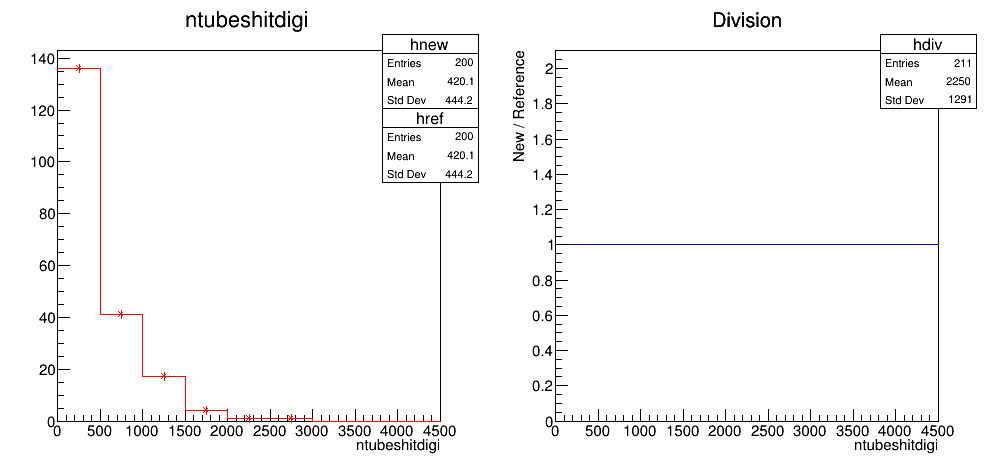 ntubeshitdigi
hnew
Entries 200
Mean 420.1
Std Dev 444.2
href
Entries 200
Mean 420.1
Std Dev 444.2
140
120
100
80
60
40
20
0
0 500 1000 1500 2000 2500 3000 3500 4000 4500
ntubeshitdigi
Division
hdiv
Entries 211
Mean 2250
Std Dev 1291
New / Reference
2
1.8
1.6
1.4
1.2
1
0.8
0.6
0.4
0.2
0
0 500 1000 1500 2000 2500 3000 3500 4000 4500
ntubeshitdigi